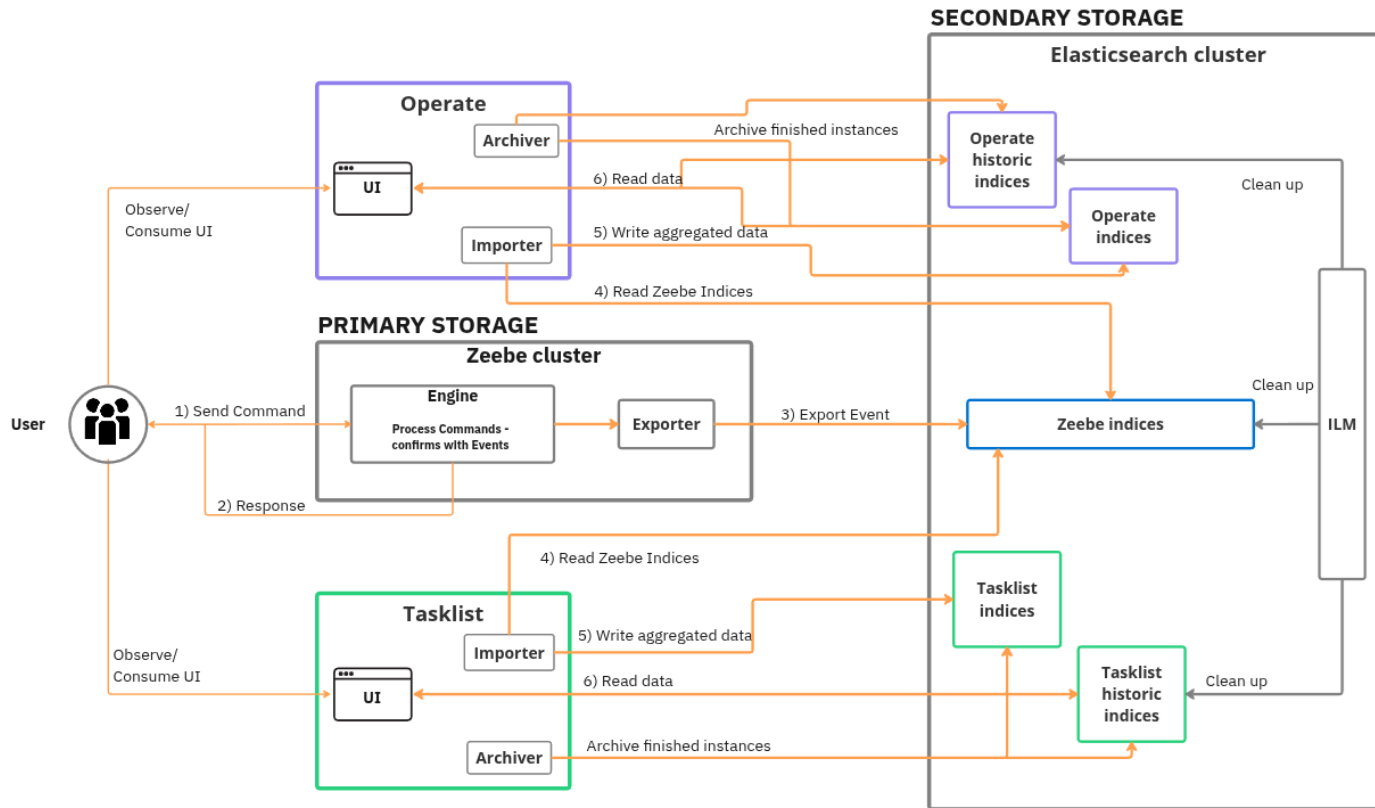 SECONDARY STORAGE
Elasticsearch cluster
Operate
Archiver
Archive finished instances
Operate
historic
indices
UI
6) Read data
Clean up
Observe/
Consume UI
Operate
indices
Importer
5) Write aggregated data
4) Read Zeebe Indices
PRIMARY STORAGE
Zeebe cluster
Engine
Process Commands -
confirms with Events
Exporter
User
1) Send Command
2) Response
3) Export Event
Zeebe indices
Clean up
ILM
4) Read Zeebe Indices
Tasklist
Importer
5) Write aggregated data
Tasklist
indices
Observe/
Consume UI
UI
6) Read data
Tasklist
historic
indices
Clean up
Archiver
Archive finished instances